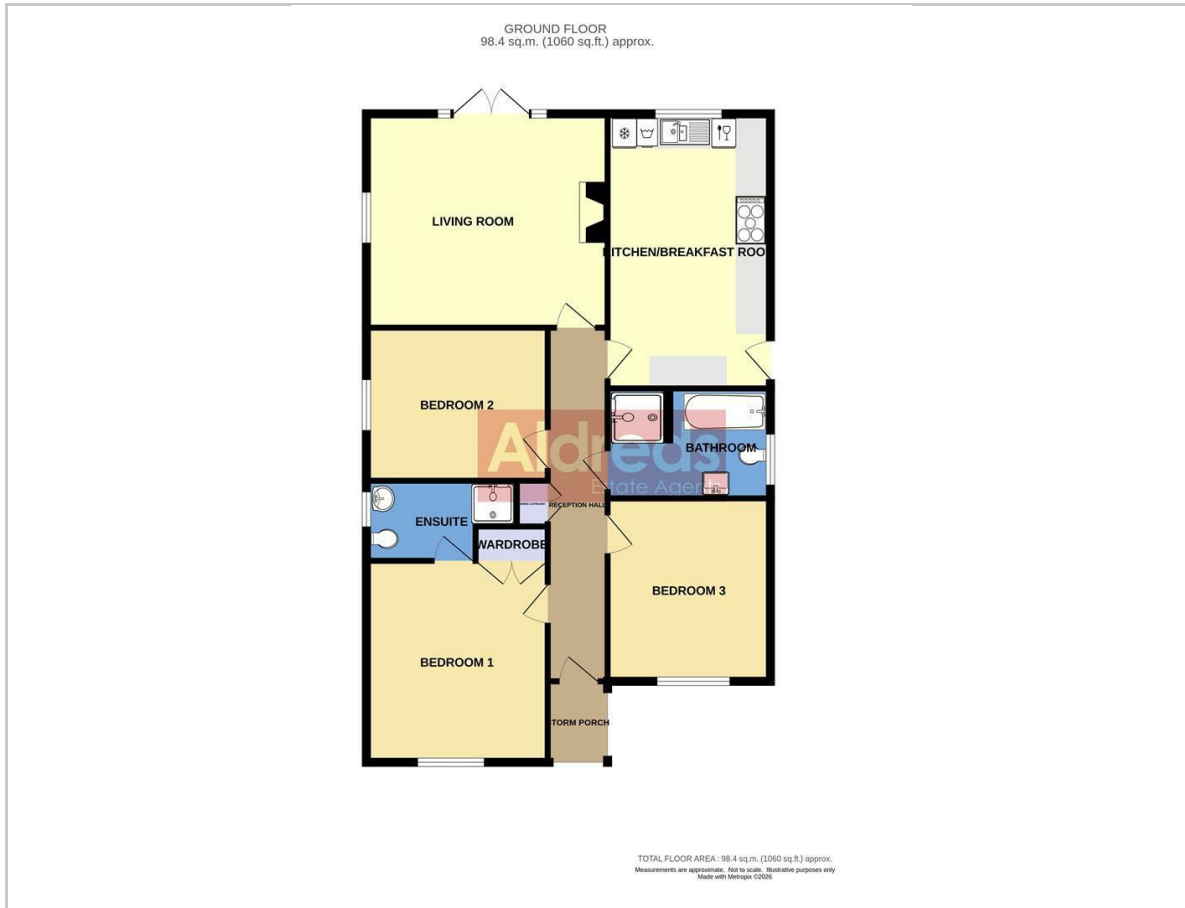 GROUND FLOOR
98.4 sq.m. (1060 sq.ft.) approx.
LIVING ROOM
KITCHEN/BREAKFAST ROO
BEDROOM 2
Aldreds
Estate Agents
BATHROOM
RECEPTION HALL
ENSUITE
WARDROBE
BEDROOM 3
BEDROOM 1
TORM PORCH
TOTAL FLOOR AREA : 98.4 sq.m. (1060 sq.ft.) approx.
Measurements are approximate. Not to scale. Illustrative purposes only
Made with Metropix ©2026